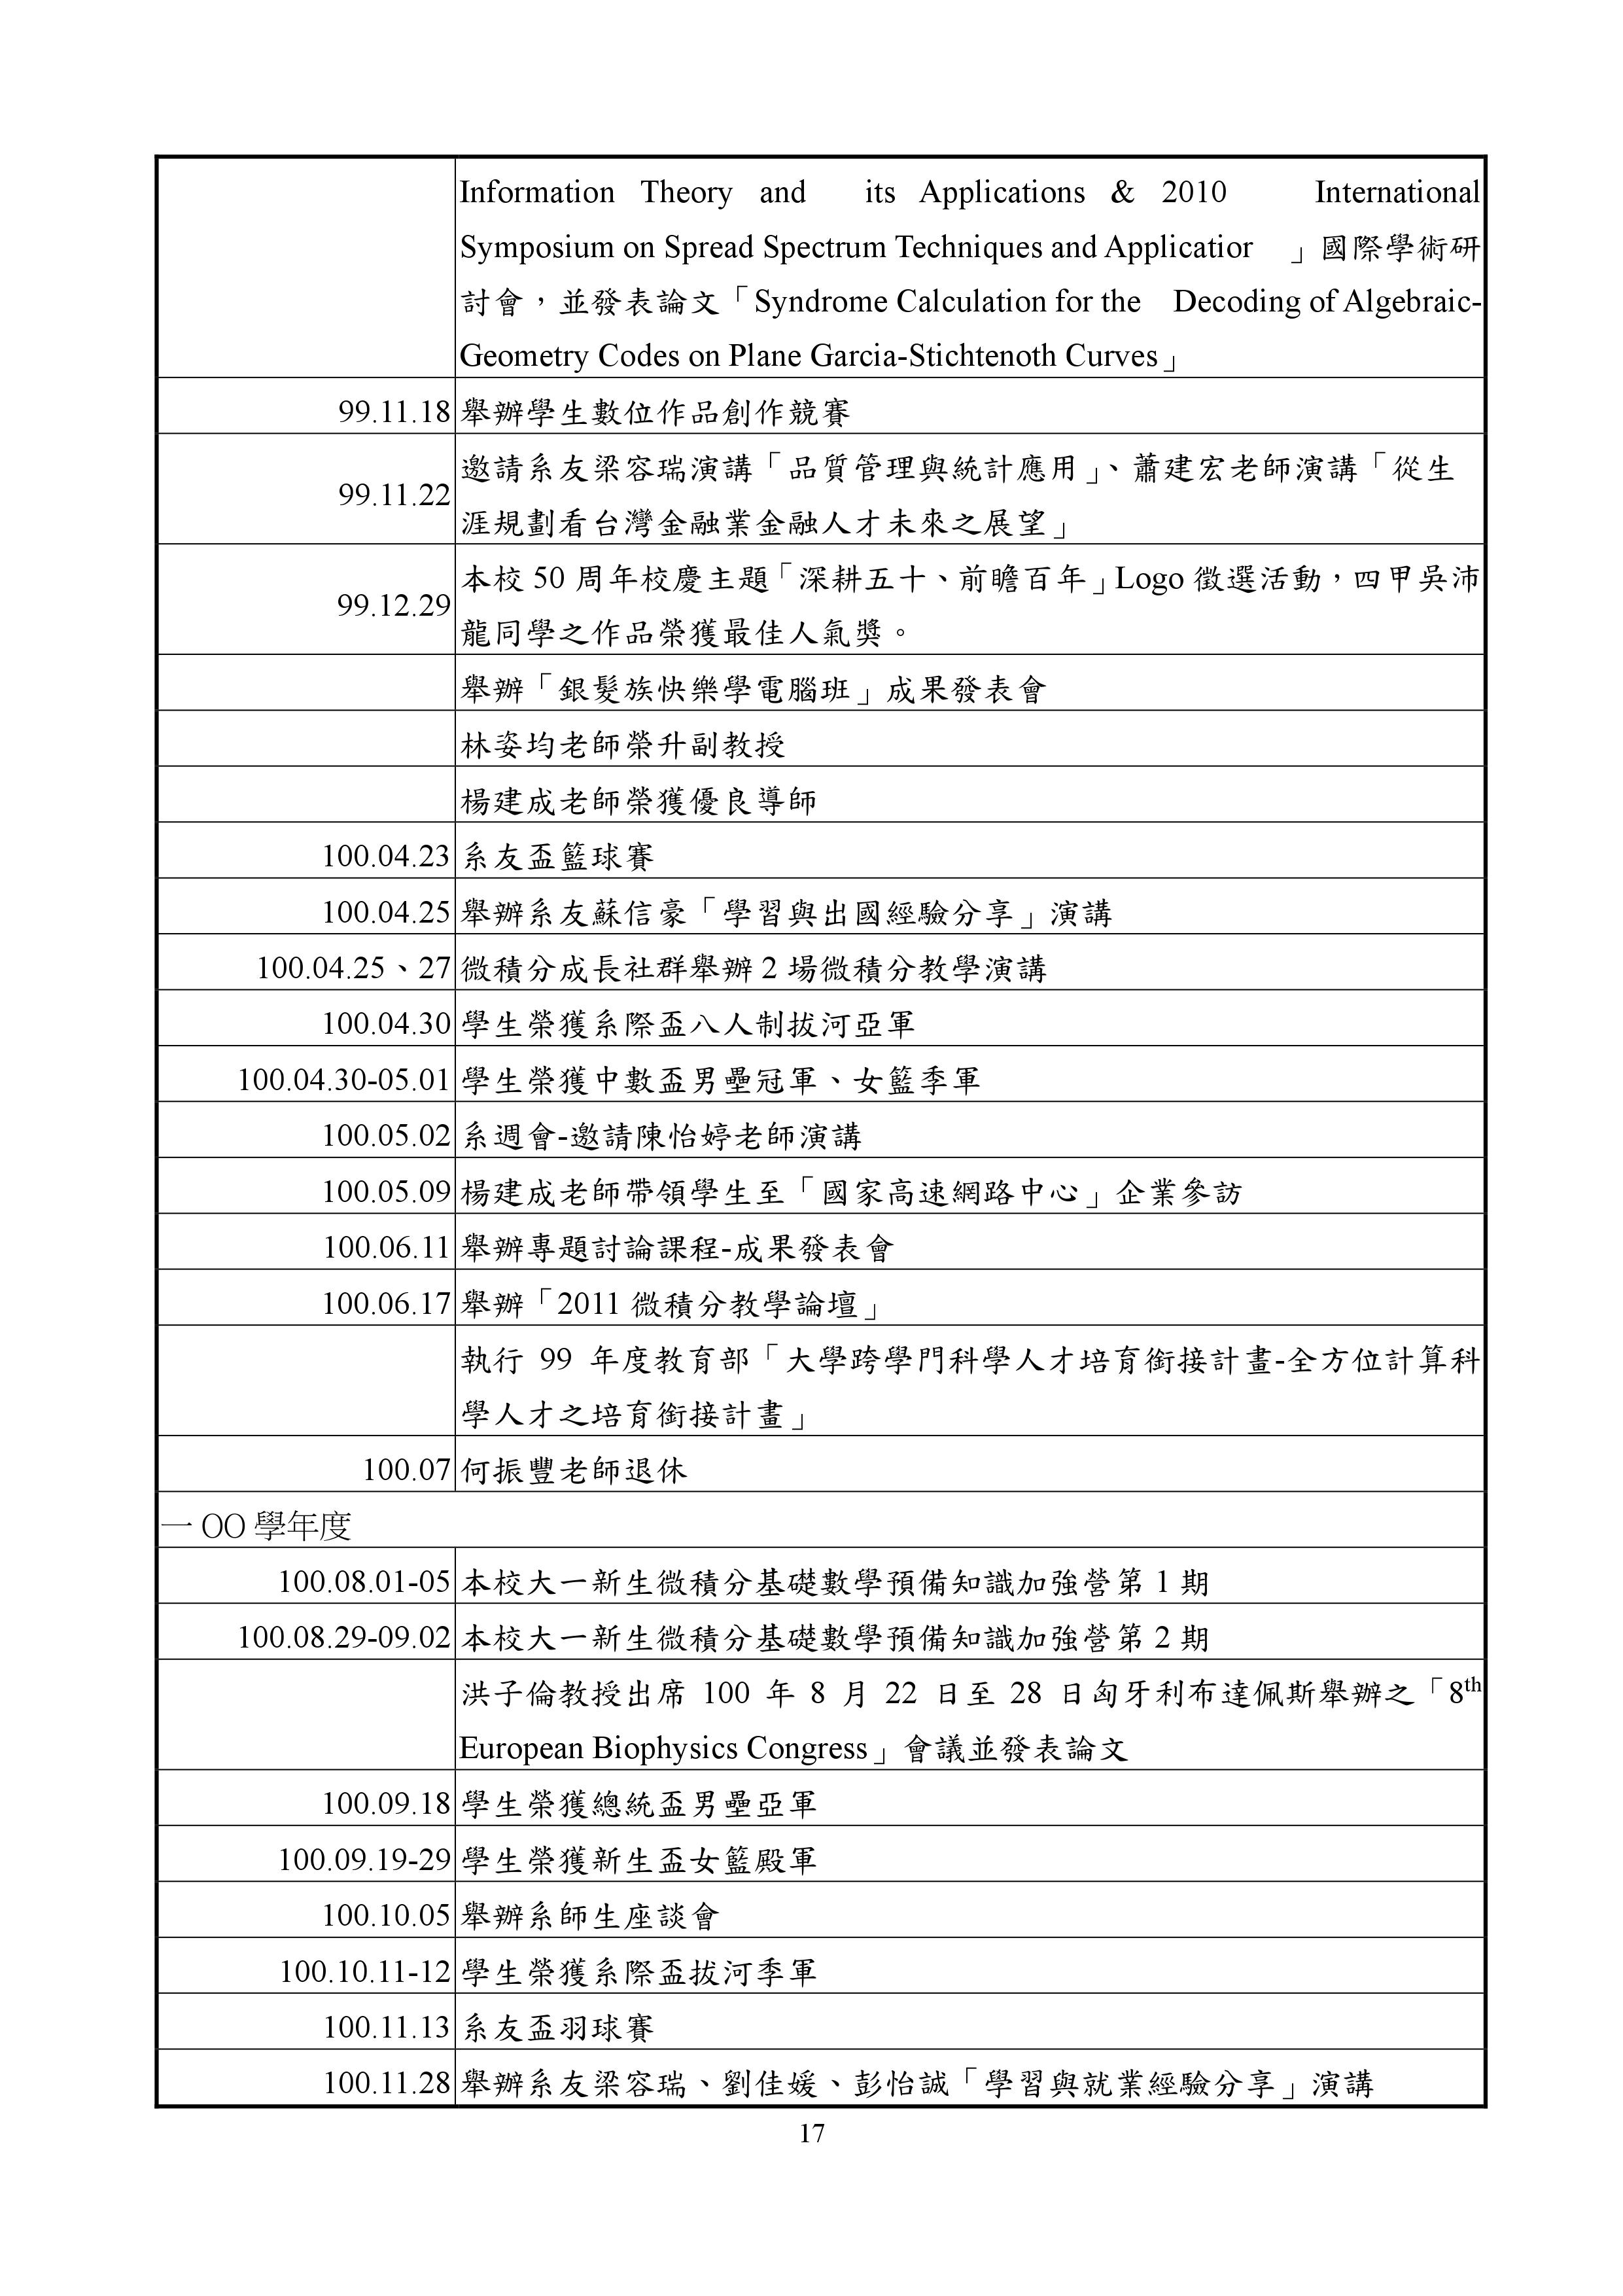 Information Theory and its Applications & 2010 International
Symposium on Spread Spectrum Techniques and Applicatior 」國際學術研
討會，並發表論文「Syndrome Calculation for the Decoding of Algebraic-
Geometry Codes on Plane Garcia-Stichtenoth Curves」
99.11.18 舉辦學生數位作品創作競賽
99.11.22 邀請系友梁容瑞演講「品質管理與統計應用」、蕭建宏老師演講「從生
涯規劃看台灣金融業金融人才未來之展望」
99.12.29 本校 50 周年校慶主題「深耕五十、前瞻百年」Logo 徵選活動，四甲吳沛
龍同學之作品榮獲最佳人氣獎。
舉辦「銀髮族快樂學電腦班」成果發表會
林姿均老師榮升副教授
楊建成老師榮獲優良導師
100.04.23 系友盃籃球賽
100.04.25 舉辦系友蘇信豪「學習與出國經驗分享」演講
100.04.25、27 微積分成長社群舉辦 2 場微積分教學演講
100.04.30 學生榮獲系際盃八人制拔河亞軍
100.04.30-05.01 學生榮獲中數盃男壘冠軍、女籃季軍
100.05.02 系週會-邀請陳怡婷老師演講
100.05.09 楊建成老師帶領學生至「國家高速網路中心」企業參訪
100.06.11 舉辦專題討論課程-成果發表會
100.06.17 舉辦「2011 微積分教學論壇」
執行 99 年度教育部「大學跨學門科學人才培育銜接計畫-全方位計算科
學人才之培育銜接計畫」
100.07 何振豐老師退休
一OO學年度
100.08.01-05 本校大一新生微積分基礎數學預備知識加強營第 1 期
100.08.29-09.02 本校大一新生微積分基礎數學預備知識加強營第 2 期
洪子倫教授出席 100 年 8 月 22 日至 28 日匈牙利布達佩斯舉辦之「8th
European Biophysics Congress」會議並發表論文
100.09.18 學生榮獲總統盃男壘亞軍
100.09.19-29 學生榮獲新生盃女籃殿軍
100.10.05 舉辦系師生座談會
100.10.11-12 學生榮獲系際盃拔河季軍
100.11.13 系友盃羽球賽
100.11.28 舉辦系友梁容瑞、劉佳媛、彭怡誠「學習與就業經驗分享」演講
17